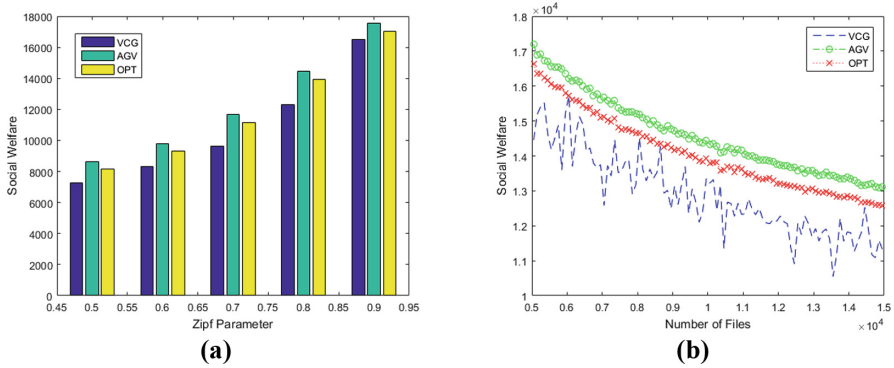 18000
16000
14000
12000
10000
8000
6000
4000
2000
0
Social Welfare
VCG
AGV
OPT
0.45 0.5 0.55 0.6 0.65 0.7 0.75 0.8 0.85 0.9 0.95
Zipf Parameter
(a)
×10⁴
1.8
1.7
1.6
1.5
1.4
1.3
1.2
1.1
1
Social Welfare
VCG
AGV
OPT
0.5 0.6 0.7 0.8 0.9 1 1.1 1.2 1.3 1.4 1.5
Number of Files
×10⁴
(b)